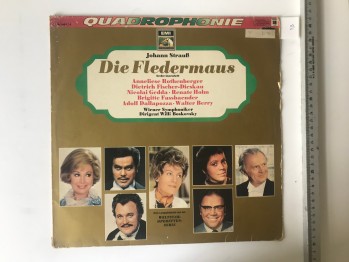 QUADROPHONIE
EMI
Johann Strauß
Die Fledermaus
Anneliese Rothenberger
Dietrich Fischer-Dieskau
Nicolai Gedda · Renate Holm
Brigitte Fassbaender
Adolf Dallapozza · Walter Berry
Wiener Symphoniker
Dirigent Willi Boskovsky